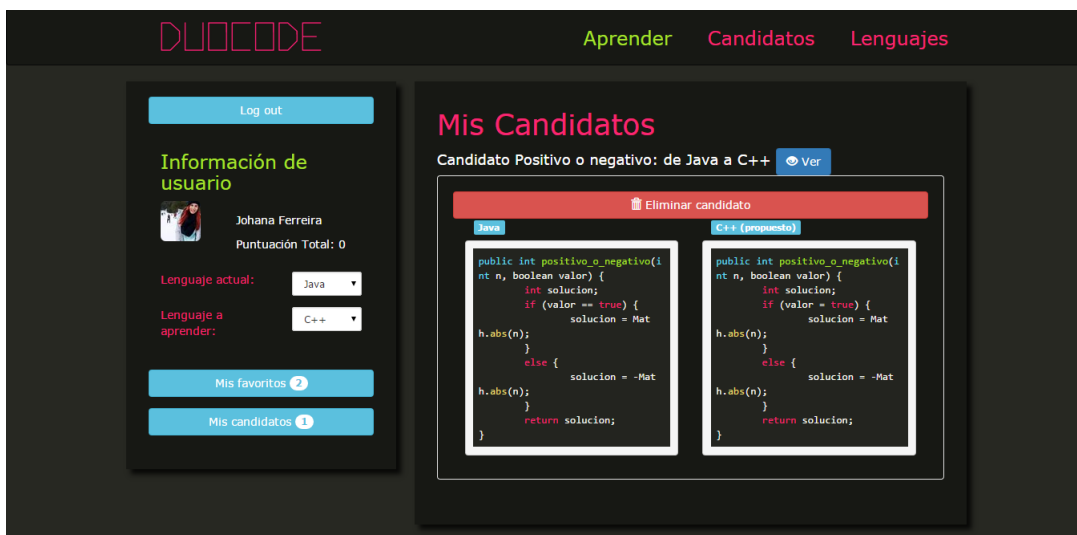 DUOCODE
Aprender Candidatos Lenguajes
Log out
Información de
usuario
Johana Ferreira
Puntuación Total: 0
Lenguaje actual:
Java
Lenguaje a
aprender:
C++
Mis favoritos 2
Mis candidatos 1
Mis Candidatos
Candidato Positivo o negativo: de Java a C++ Ver
Eliminar candidato
Java
public int positivo_o_negativo(i
nt n, boolean valor) {
int solucion;
if (valor == true) {
solucion = Mat
h.abs(n);
}
else {
solucion = -Mat
h.abs(n);
}
return solucion;
}
C++ (propuesto)
public int positivo_o_negativo(i
nt n, boolean valor) {
int solucion;
if (valor = true) {
solucion = Mat
h.abs(n);
}
else {
solucion = -Mat
h.abs(n);
}
return solucion;
}